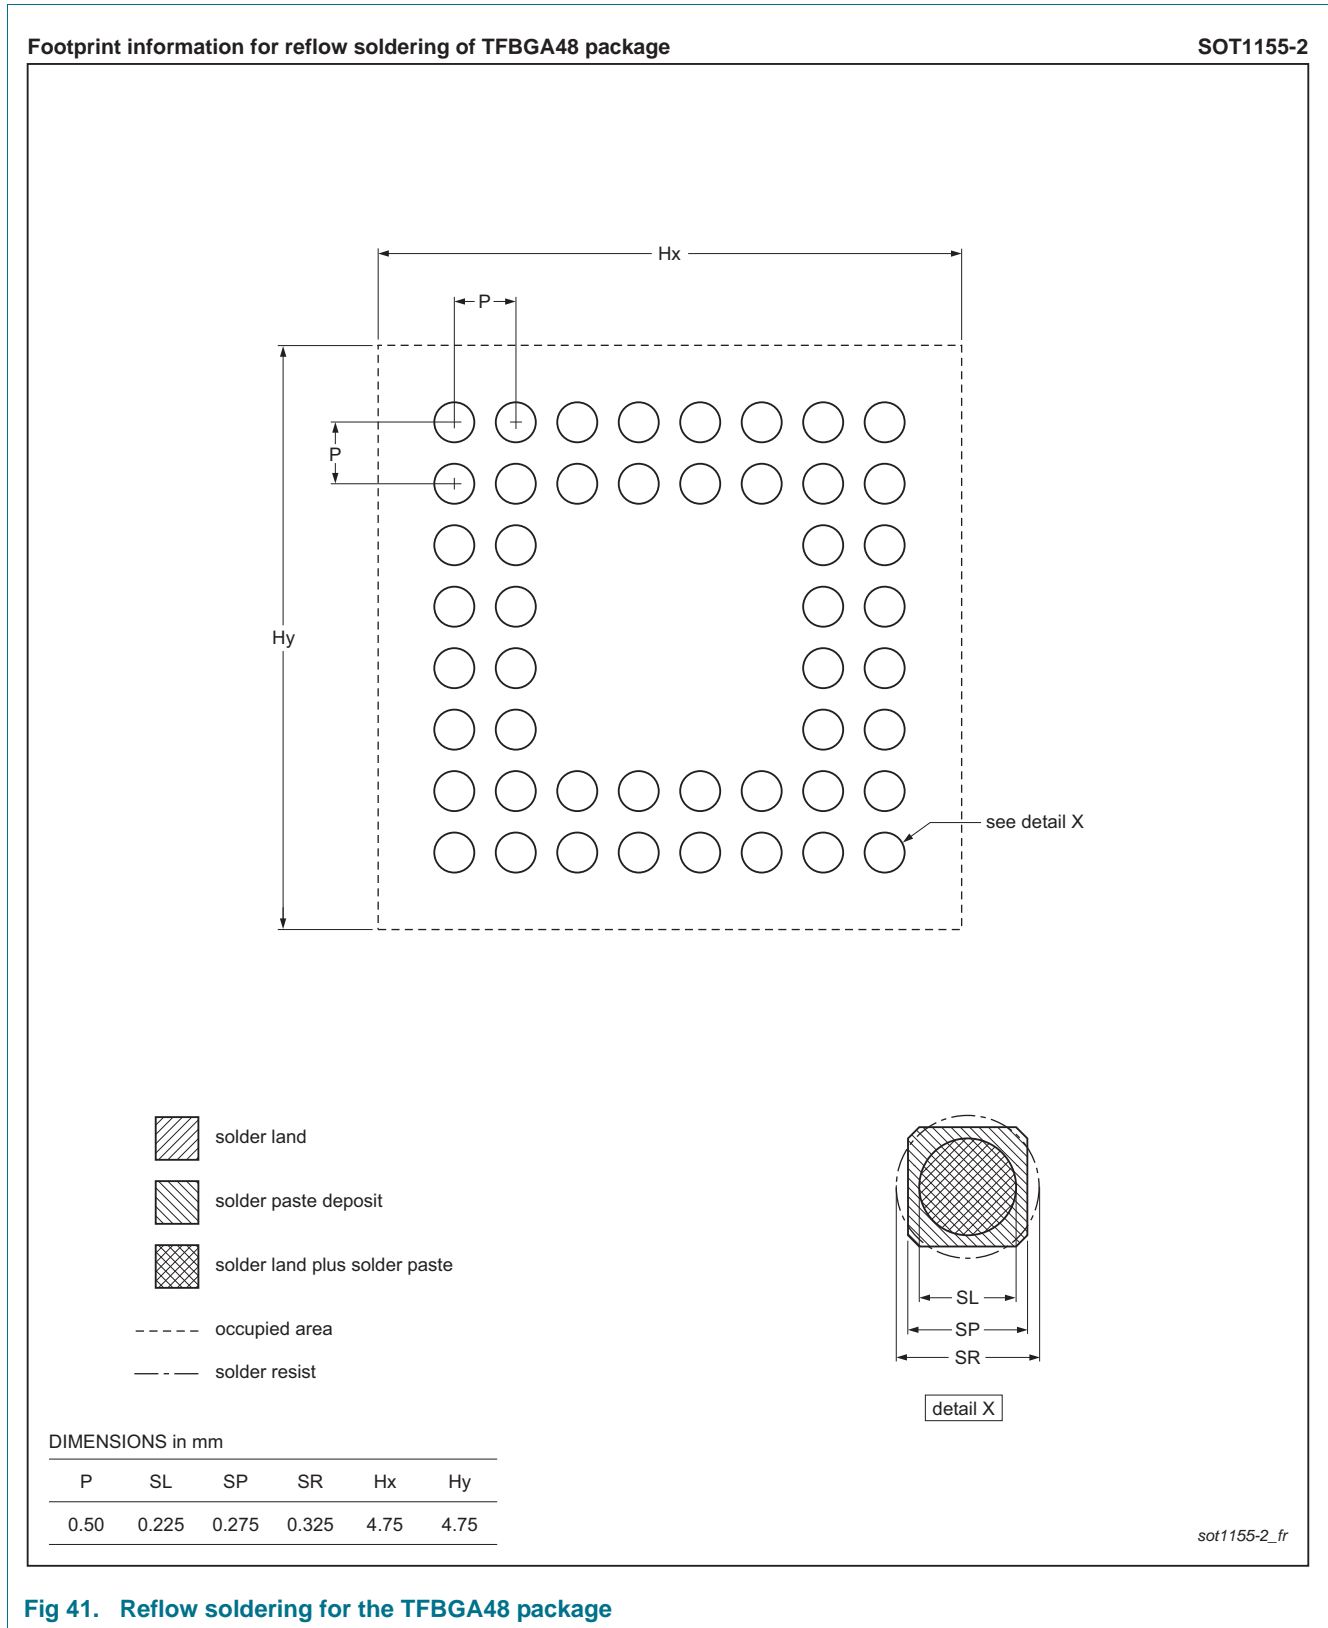 Footprint information for reflow soldering of TFBGA48 package SOT1155-2
Hx
P
P
Hy
see detail X
solder land
solder paste deposit
solder land plus solder paste
occupied area
solder resist
SL
SP
SR
detail X
DIMENSIONS in mm
P SL SP SR Hx Hy
0.50 0.225 0.275 0.325 4.75 4.75
sot1155-2_fr
Fig 41. Reflow soldering for the TFBGA48 package